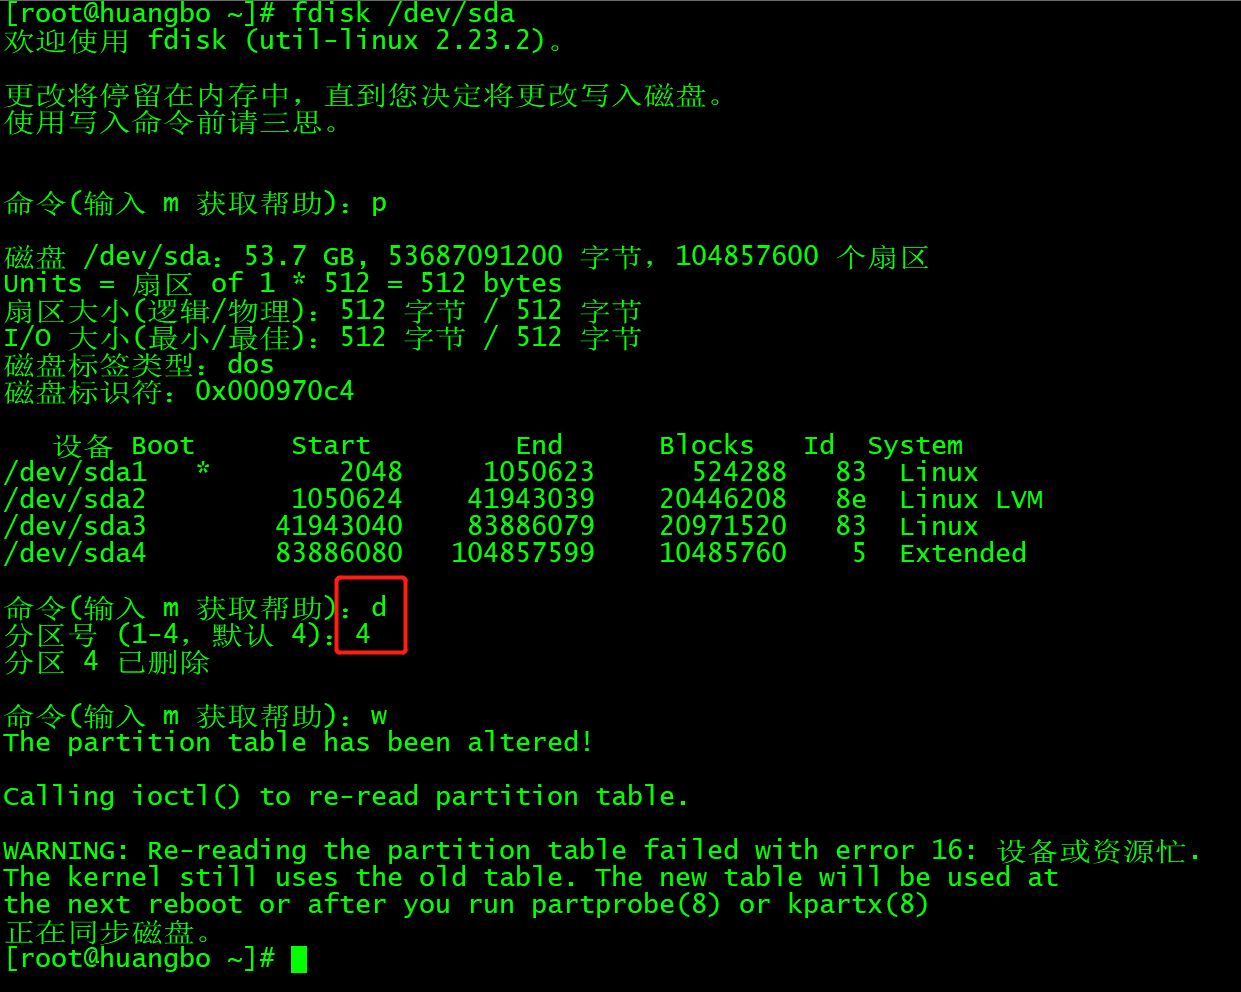 [root@huangbo ~]# fdisk /dev/sda
欢迎使用 fdisk (util-linux 2.23.2)。
更改将停留在内存中，直到您决定将更改写入磁盘。
使用写入命令前请三思。
命令(输入 m 获取帮助)：p
磁盘 /dev/sda：53.7 GB, 53687091200 字节，104857600 个扇区
Units = 扇区 of 1 * 512 = 512 bytes
扇区大小(逻辑/物理)：512 字节 / 512 字节
I/O 大小(最小/最佳)：512 字节 / 512 字节
磁盘标签类型：dos
磁盘标识符：0x000970c4
设备 Boot      Start         End      Blocks   Id  System
/dev/sda1   *        2048     1050623      524288   83  Linux
/dev/sda2         1050624    41943039    20446208   8e  Linux LVM
/dev/sda3        41943040    83886079    20971520   83  Linux
/dev/sda4        83886080   104857599    10485760    5  Extended
命令(输入 m 获取帮助)：d
分区号 (1-4，默认 4)：4
分区 4 已删除
命令(输入 m 获取帮助)：w
The partition table has been altered!
Calling ioctl() to re-read partition table.
WARNING: Re-reading the partition table failed with error 16: 设备或资源忙.
The kernel still uses the old table. The new table will be used at
the next reboot or after you run partprobe(8) or kpartx(8)
正在同步磁盘。
[root@huangbo ~]#